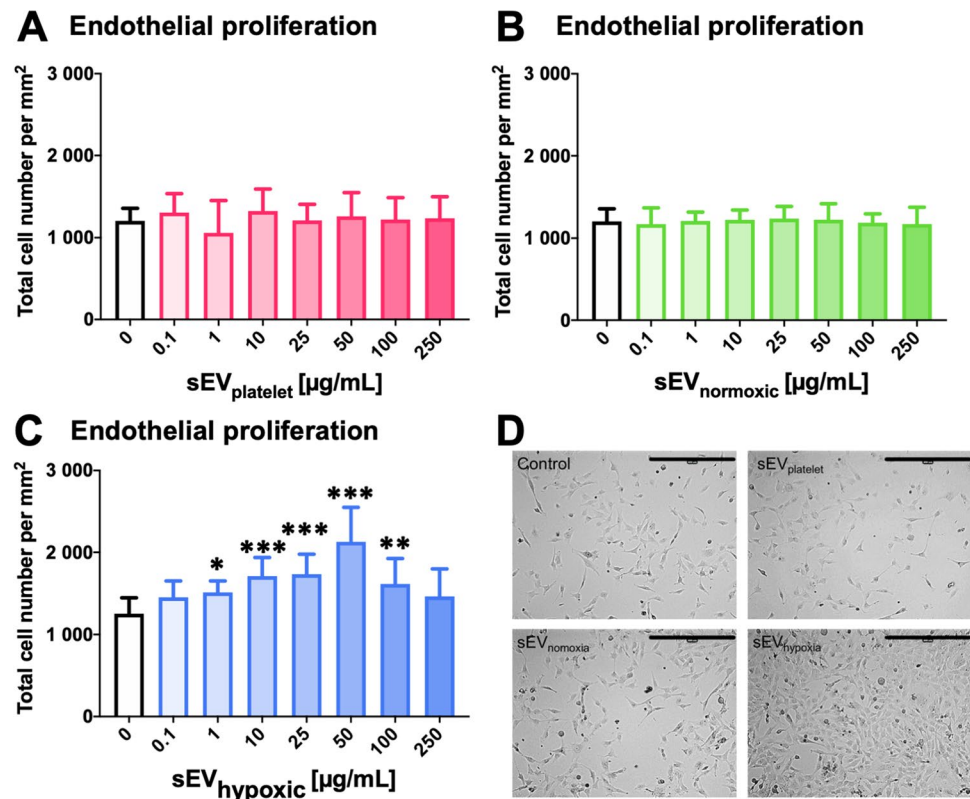 A Endothelial proliferation
Total cell number per mm²
3 000
2 000
1 000
0
0 0.1 1 10 25 50 100 250
sEVplatelet [µg/mL]
B Endothelial proliferation
Total cell number per mm²
3 000
2 000
1 000
0
0 0.1 1 10 25 50 100 250
sEVnormoxic [µg/mL]
C Endothelial proliferation
Total cell number per mm²
3 000
2 000
1 000
0
* *** *** *** **
0 0.1 1 10 25 50 100 250
sEVhypoxic [µg/mL]
D
Control
sEVplatelet
sEVnomoxia
sEVhypoxia